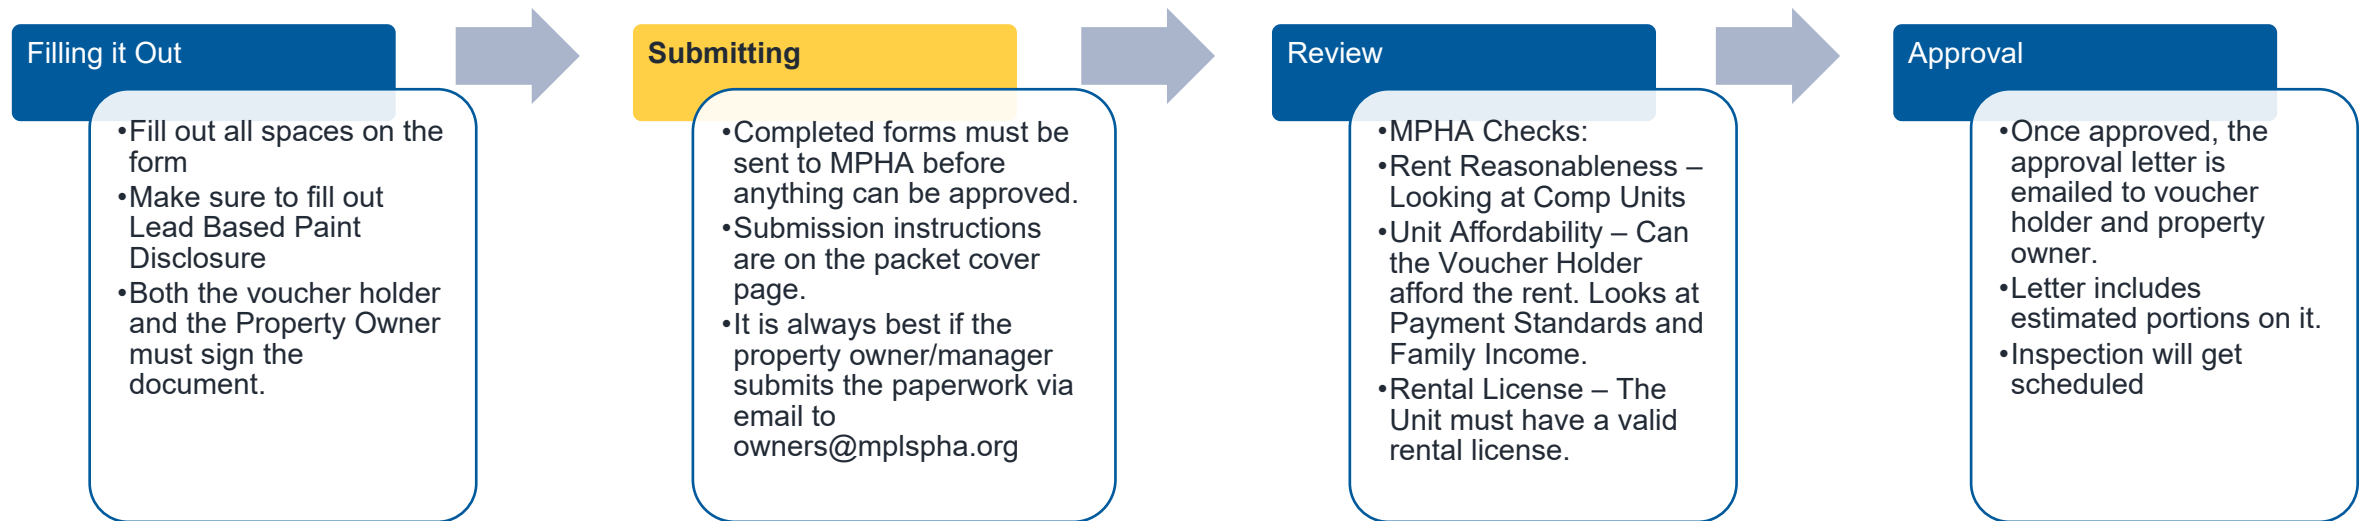 Filling it Out
•Fill out all spaces on the
form
•Make sure to fill out
Lead Based Paint
Disclosure
•Both the voucher holder
and the Property Owner
must sign the
document.
Submitting
•Completed forms must be
sent to MPHA before
anything can be approved.
•Submission instructions
are on the packet cover
page.
•It is always best if the
property owner/manager
submits the paperwork via
email to
owners@mplspha.org
Review
•MPHA Checks:
•Rent Reasonableness –
Looking at Comp Units
•Unit Affordability – Can
the Voucher Holder
afford the rent. Looks at
Payment Standards and
Family Income.
•Rental License – The
Unit must have a valid
rental license.
Approval
•Once approved, the
approval letter is
emailed to voucher
holder and property
owner.
•Letter includes
estimated portions on it.
•Inspection will get
scheduled